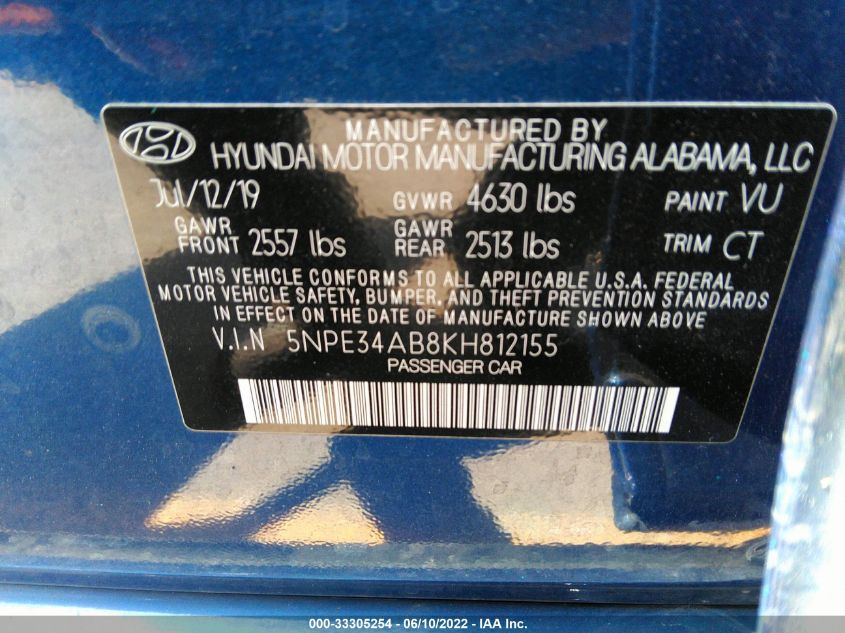 MANUFACTURED BY
HYUNDAI MOTOR MANUFACTURING ALABAMA, LLC
Jul/12/19 GVWR 4630 lbs PAINT VU
GAWR FRONT 2557 lbs GAWR REAR 2513 lbs TRIM CT
THIS VEHICLE CONFORMS TO ALL APPLICABLE U.S.A. FEDERAL
MOTOR VEHICLE SAFETY, BUMPER, AND THEFT PREVENTION STANDARDS
IN EFFECT ON THE DATE OF MANUFACTURE SHOWN ABOVE.
V.I.N 5NPE34AB8KH812155
PASSENGER CAR
000-33305254 - 06/10/2022 - IAA Inc.